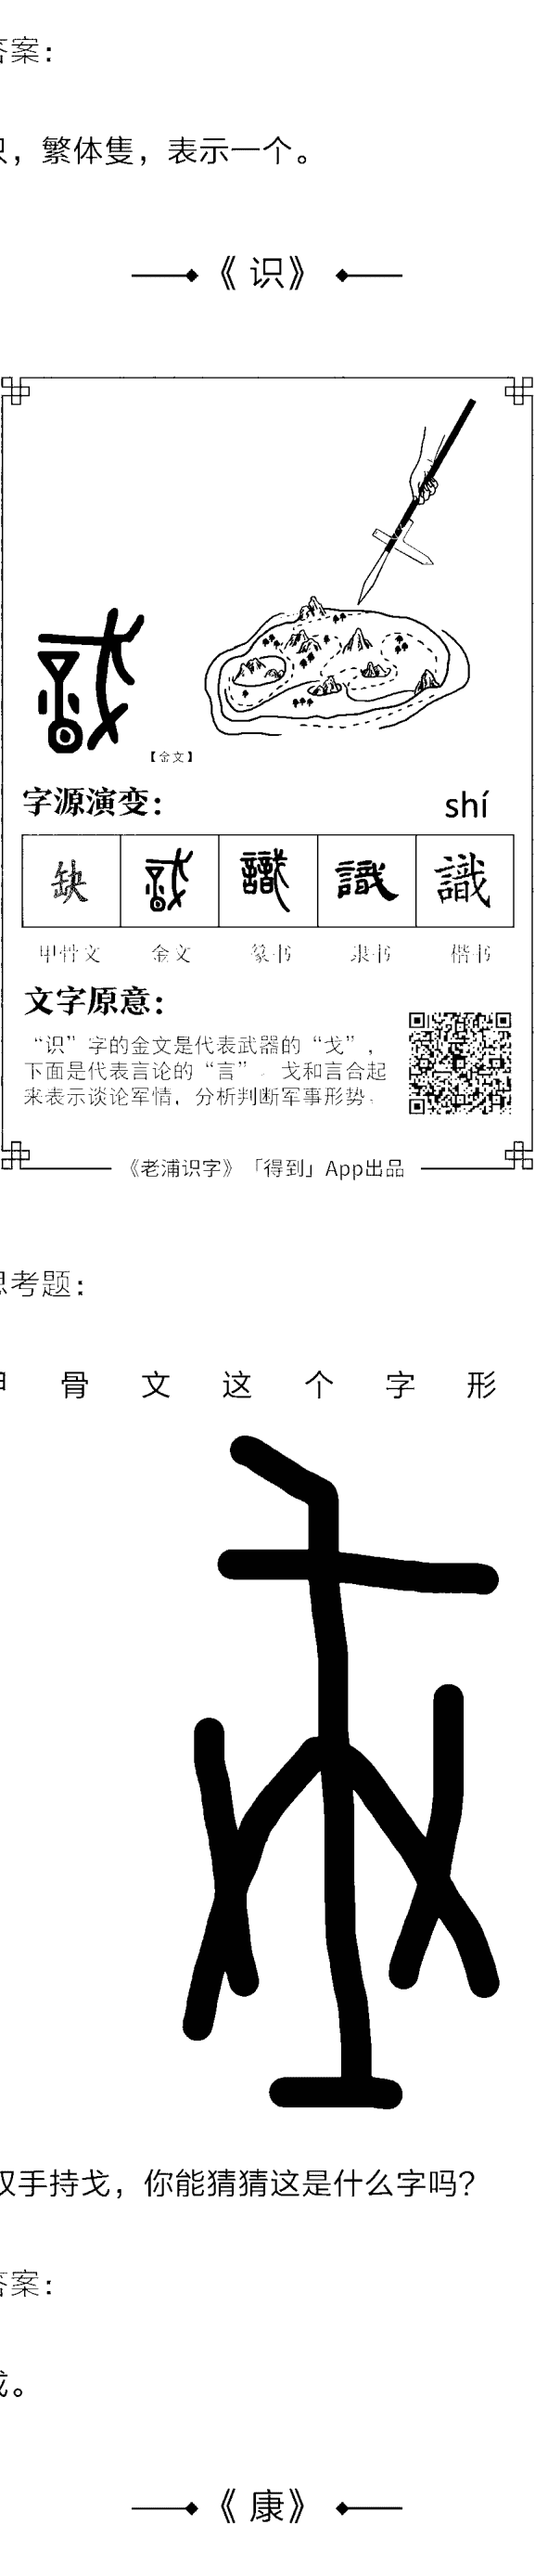 答案：
只，繁体隻，表示一个。
《 识》
【金文】
字源演变：
shí
缺
識
識
識
甲骨文 金文 篆书 隶书 楷书
文字原意：
“识”字的金文是代表武器的“戈”，
下面是代表言论的“言”。戈和言合起
来表示谈论军情，分析判断军事形势。
《老浦识字》「得到」App出品
思考题：
甲骨文这个字形
双手持戈，你能猜猜这是什么字吗？
答案：
戒。
《 康》